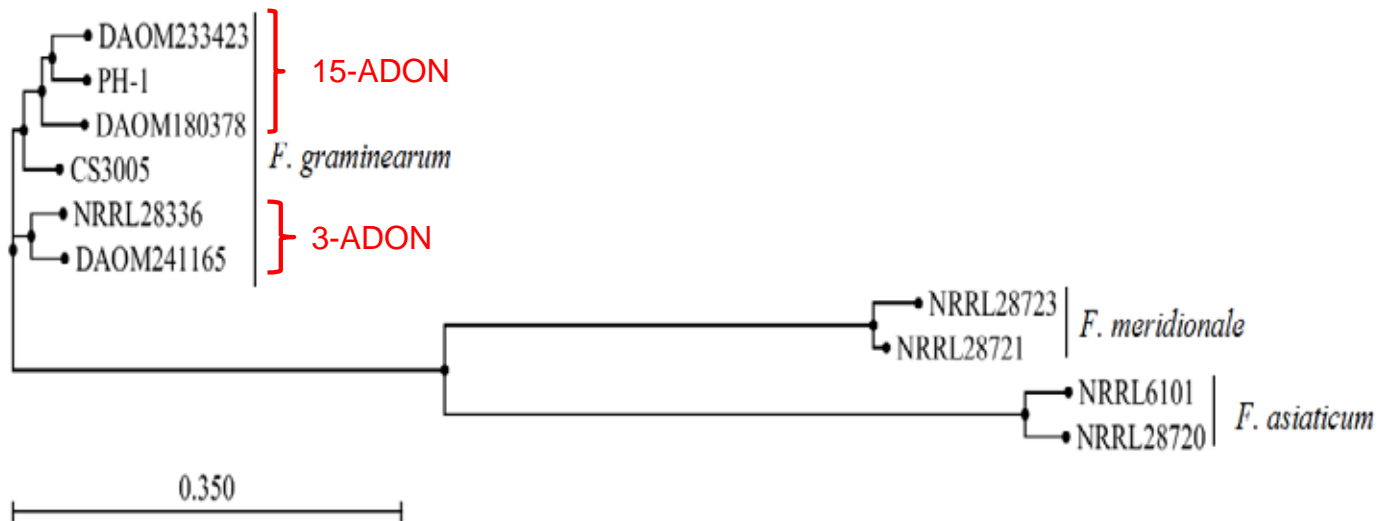 DAOM233423
PH-1
15-ADON
DAOM180378
F. graminearum
CS3005
NRRL28336
3-ADON
DAOM241165
NRRL28723
F. meridionale
NRRL28721
NRRL6101
F. asiaticum
NRRL28720
0.350